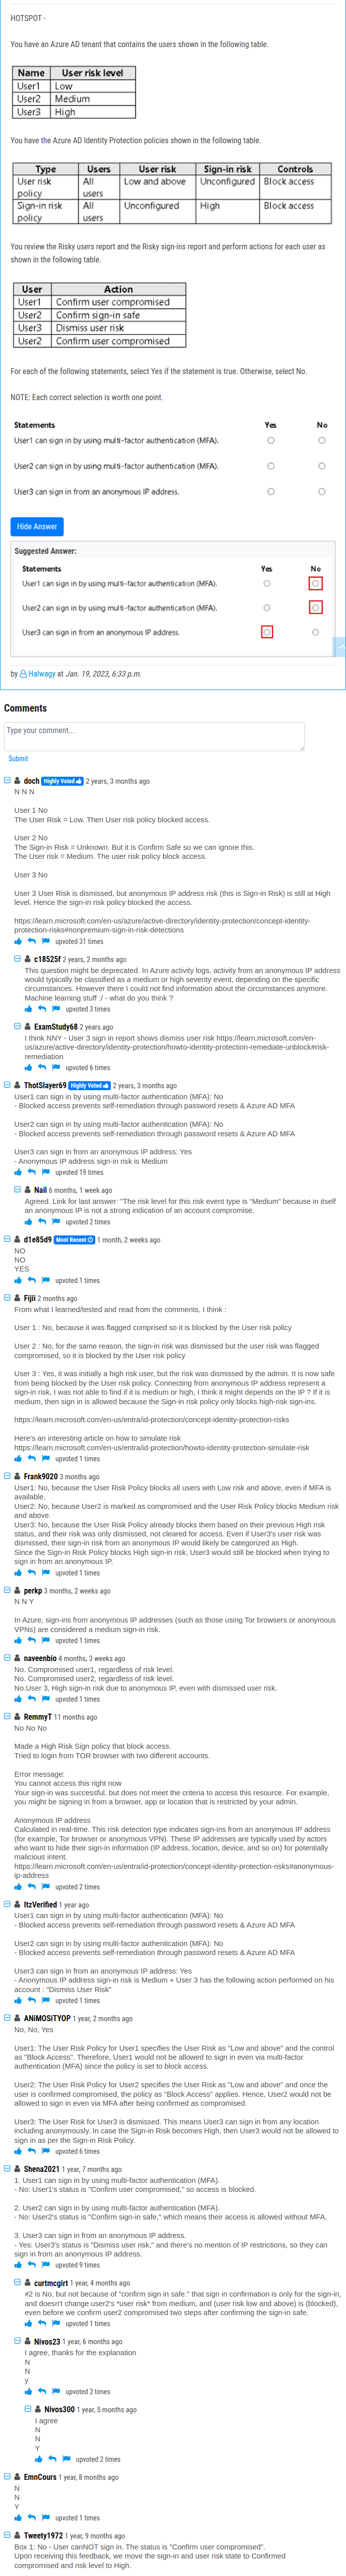 HOTSPOT -
You have an Azure AD tenant that contains the users shown in the following table.
Name User risk level
User1 Low
User2 Medium
User3 High
You have the Azure AD Identity Protection policies shown in the following table.
Type Users User risk Sign-in risk Controls
User risk policy All users Low and above Unconfigured Block access
Sign-in risk policy All users Unconfigured High Block access
You review the Risky users report and the Risky sign-ins report and perform actions for each user as
shown in the following table.
User Action
User1 Confirm user compromised
User2 Confirm sign-in safe
User3 Dismiss user risk
User2 Confirm user compromised
For each of the following statements, select Yes if the statement is true. Otherwise, select No.
NOTE: Each correct selection is worth one point.
Statements Yes No
User1 can sign in by using multi-factor authentication (MFA).
User2 can sign in by using multi-factor authentication (MFA).
User3 can sign in from an anonymous IP address.
Hide Answer
Suggested Answer:
Statements Yes No
User1 can sign in by using multi-factor authentication (MFA).
User2 can sign in by using multi-factor authentication (MFA).
User3 can sign in from an anonymous IP address.
by Halwagy at Jan. 19, 2023, 6:33 p.m.
Comments
Type your comment...
Submit
doch Highly Voted 2 years, 3 months ago
N N N
User 1 No
The User Risk = Low. Then User risk policy blocked access.
User 2 No
The Sign-in Risk = Unknown. But it is Confirm Safe so we can ignore this.
The User risk = Medium. The user risk policy block access.
User 3 No
User 3 User Risk is dismissed, but anonymous IP address risk (this is Sign-in Risk) is still at High
level. Hence the sign-in risk policy blocked the access.
https://learn.microsoft.com/en-us/azure/active-directory/identity-protection/concept-identity-
protection-risks#nonpremium-sign-in-risk-detections
upvoted 31 times
c18525f 2 years, 2 months ago
This question might be deprecated. In Azure activity logs, activity from an anonymous IP address
would typically be classified as a medium or high severity event, depending on the specific
circumstances. However there I could not find information about the circumstances anymore.
Machine learning stuff :/ - what do you think ?
upvoted 3 times
ExamStudy68 2 years ago
I think NNY - User 3 sign in report shows dismiss user risk https://learn.microsoft.com/en-
us/azure/active-directory/identity-protection/howto-identity-protection-remediate-unblock#risk-
remediation
upvoted 6 times
ThotSlayer69 Highly Voted 2 years, 3 months ago
User1 can sign in by using multi-factor authentication (MFA): No
- Blocked access prevents self-remediation through password resets & Azure AD MFA
User2 can sign in by using multi-factor authentication (MFA): No
- Blocked access prevents self-remediation through password resets & Azure AD MFA
User3 can sign in from an anonymous IP address: Yes
- Anonymous IP address sign-in risk is Medium
upvoted 19 times
Nail 6 months, 1 week ago
Agreed. Link for last answer: "The risk level for this risk event type is "Medium" because in itself
an anonymous IP is not a strong indication of an account compromise.
upvoted 2 times
d1e85d9 Most Recent 1 month, 2 weeks ago
NO
NO
YES
upvoted 1 times
Fijii 2 months ago
From what I learned/tested and read from the comments, I think :
User 1 : No, because it was flagged comprised so it is blocked by the User risk policy
User 2 : No, for the same reason, the sign-in risk was dismissed but the user risk was flagged
compromised, so it is blocked by the User risk policy
User 3 : Yes, it was initially a high risk user, but the risk was dismissed by the admin. It is now safe
from being blocked by the User risk policy. Connecting from anonymous IP address represent a
sign-in risk, I was not able to find if it is medium or high, I think it might depends on the IP ? If it is
medium, then sign in is allowed because the Sign-in risk policy only blocks high-risk sign-ins.
https://learn.microsoft.com/en-us/entra/id-protection/concept-identity-protection-risks
Here's an interesting article on how to simulate risk
https://learn.microsoft.com/en-us/entra/id-protection/howto-identity-protection-simulate-risk
upvoted 1 times
Frank9020 3 months ago
User1: No, because the User Risk Policy blocks all users with Low risk and above, even if MFA is
available.
User2: No, because User2 is marked as compromised and the User Risk Policy blocks Medium risk
and above.
User3: No, because the User Risk Policy already blocks them based on their previous High risk
status, and their risk was only dismissed, not cleared for access. Even if User3's user risk was
dismissed, their sign-in risk from an anonymous IP would likely be categorized as High.
Since the Sign-in Risk Policy blocks High sign-in risk, User3 would still be blocked when trying to
sign in from an anonymous IP.
upvoted 1 times
perkp 3 months, 2 weeks ago
N N Y
In Azure, sign-ins from anonymous IP addresses (such as those using Tor browsers or anonymous
VPNs) are considered a medium sign-in risk.
upvoted 1 times
naveenbio 4 months, 3 weeks ago
No. Compromised user1, regardless of risk level.
No. Compromised user2, regardless of risk level.
No.User 3, High sign-in risk due to anonymous IP, even with dismissed user risk.
upvoted 1 times
RemmyT 11 months ago
No No No
Made a High Risk Sign policy that block access.
Tried to login from TOR browser with two different accounts.
Error message:
You cannot access this right now
Your sign-in was successful, but does not meet the criteria to access this resource. For example,
you might be signing in from a browser, app or location that is restricted by your admin.
Anonymous IP address
Calculated in real-time. This risk detection type indicates sign-ins from an anonymous IP address
(for example, Tor browser or anonymous VPN). These IP addresses are typically used by actors
who want to hide their sign-in information (IP address, location, device, and so on) for potentially
malicious intent.
https://learn.microsoft.com/en-us/entra/id-protection/concept-identity-protection-risks#anonymous-
ip-address
upvoted 2 times
ItzVerified 1 year ago
User1 can sign in by using multi-factor authentication (MFA): No
- Blocked access prevents self-remediation through password resets & Azure AD MFA
User2 can sign in by using multi-factor authentication (MFA): No
- Blocked access prevents self-remediation through password resets & Azure AD MFA
User3 can sign in from an anonymous IP address: Yes
- Anonymous IP address sign-in risk is Medium + User 3 has the following action performed on his
account : "Dismiss User Risk"
upvoted 1 times
ANiMOSiTYOP 1 year, 2 months ago
No, No, Yes
User1: The User Risk Policy for User1 specifies the User Risk as "Low and above" and the control
as "Block Access". Therefore, User1 would not be allowed to sign in even via multi-factor
authentication (MFA) since the policy is set to block access.
User2: The User Risk Policy for User2 specifies the User Risk as "Low and above" and once the
user is confirmed compromised, the policy as "Block Access" applies. Hence, User2 would not be
allowed to sign in even via MFA after being confirmed as compromised.
User3: The User Risk for User3 is dismissed. This means User3 can sign in from any location
including anonymously. In case the Sign-in Risk becomes High, then User3 would not be allowed to
sign in as per the Sign-in Risk Policy.
upvoted 6 times
Shena2021 1 year, 7 months ago
1. User1 can sign in by using multi-factor authentication (MFA).
- No: User1's status is "Confirm user compromised," so access is blocked.
2. User2 can sign in by using multi-factor authentication (MFA).
- No: User2's status is "Confirm sign-in safe," which means their access is allowed without MFA.
3. User3 can sign in from an anonymous IP address.
- Yes: User3's status is "Dismiss user risk," and there's no mention of IP restrictions, so they can
sign in from an anonymous IP address.
upvoted 9 times
curtmcgirt 1 year, 4 months ago
#2 is No, but not because of "confirm sign in safe." that sign in confirmation is only for the sign-in,
and doesn't change user2's *user risk* from medium, and (user risk low and above) is (blocked),
even before we confirm user2 compromised two steps after confirming the sign-in safe.
upvoted 1 times
Nivos23 1 year, 6 months ago
I agree, thanks for the explanation
N
N
y
upvoted 2 times
Nivos300 1 year, 5 months ago
I agree
N
N
Y
upvoted 2 times
EmnCours 1 year, 8 months ago
N
N
Y
upvoted 1 times
Tweety1972 1 year, 9 months ago
Box 1: No - User canNOT sign in. The status is "Confirm user compromised".
Upon receiving this feedback, we move the sign-in and user risk state to Confirmed
compromised and risk level to High.